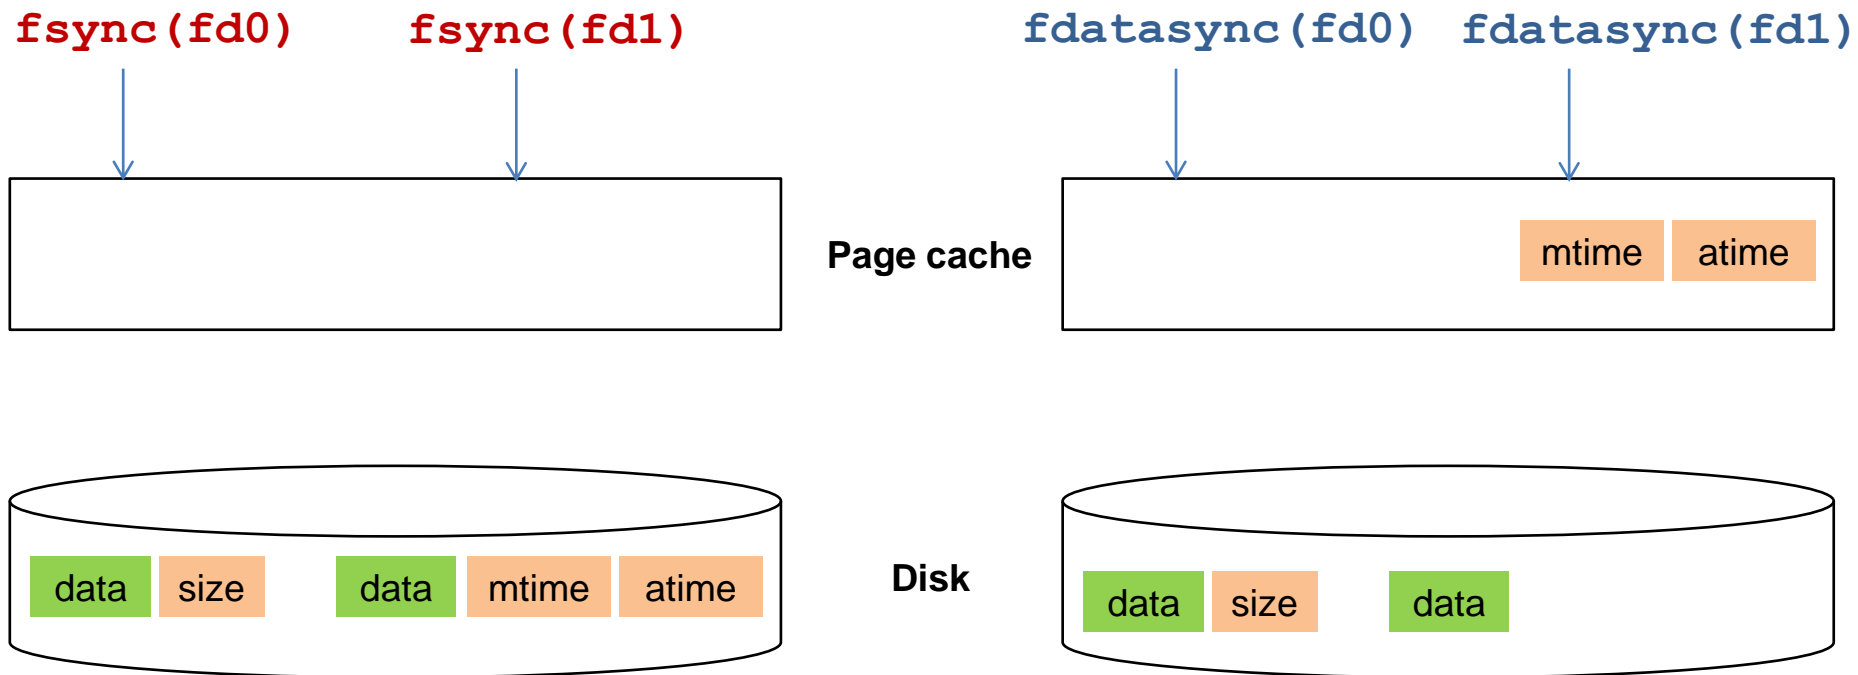 fsync(fd0) fsync(fd1) fdatasync(fd0) fdatasync(fd1)
Page cache
mtime atime
Disk
data size data mtime atime
data size data